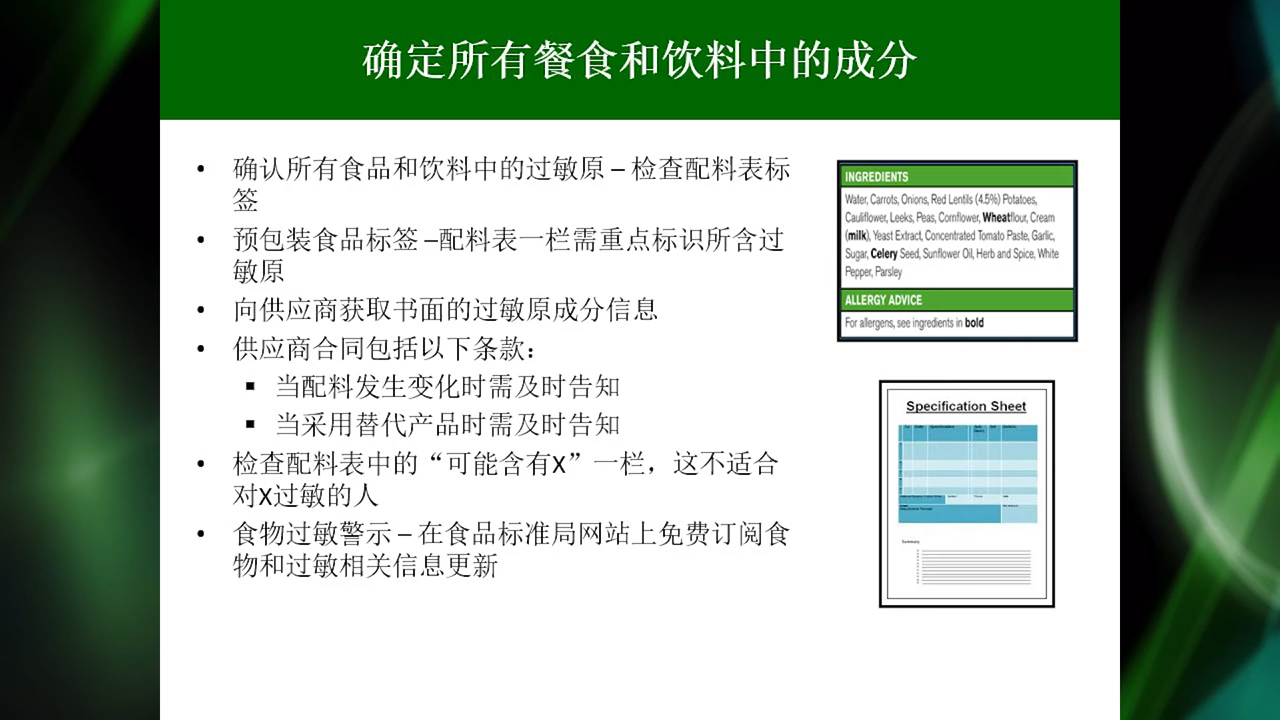 确定所有餐食和饮料中的成分
• 确认所有食品和饮料中的过敏原 – 检查配料表标
签
• 预包装食品标签 –配料表一栏需重点标识所含过
敏原
• 向供应商获取书面的过敏原成分信息
• 供应商合同包括以下条款：
▪ 当配料发生变化时需及时告知
▪ 当采用替代产品时需及时告知
• 检查配料表中的“可能含有X”一栏，这不适合
对X过敏的人
• 食物过敏警示 – 在食品标准局网站上免费订阅食
物和过敏相关信息更新
INGREDIENTS
Water, Carrots, Onions, Red Lentils (4.5%) Potatoes,
Cauliflower, Leeks, Peas, Cornflower, Wheatflour, Cream
(milk), Yeast Extract, Concentrated Tomato Paste, Garlic,
Sugar, Celery Seed, Sunflower Oil, Herb and Spice, White
Pepper, Parsley
ALLERGY ADVICE
For allergens, see ingredients in bold
Specification Sheet
Summary